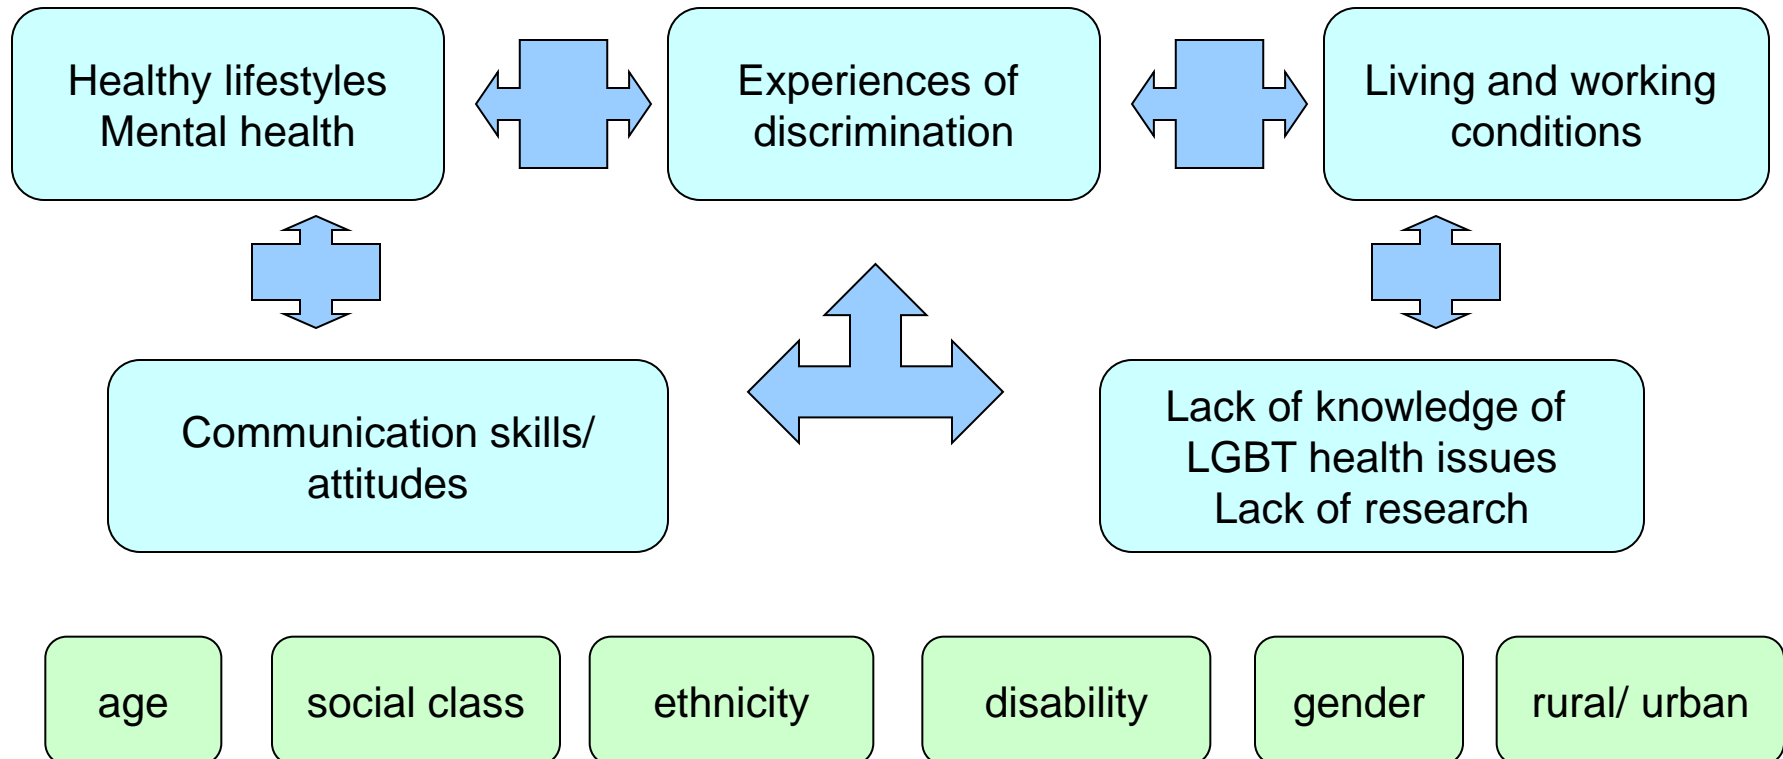 Healthy lifestyles
Mental health
Experiences of
discrimination
Living and working
conditions
Communication skills/
attitudes
Lack of knowledge of
LGBT health issues
Lack of research
age
social class
ethnicity
disability
gender
rural/ urban